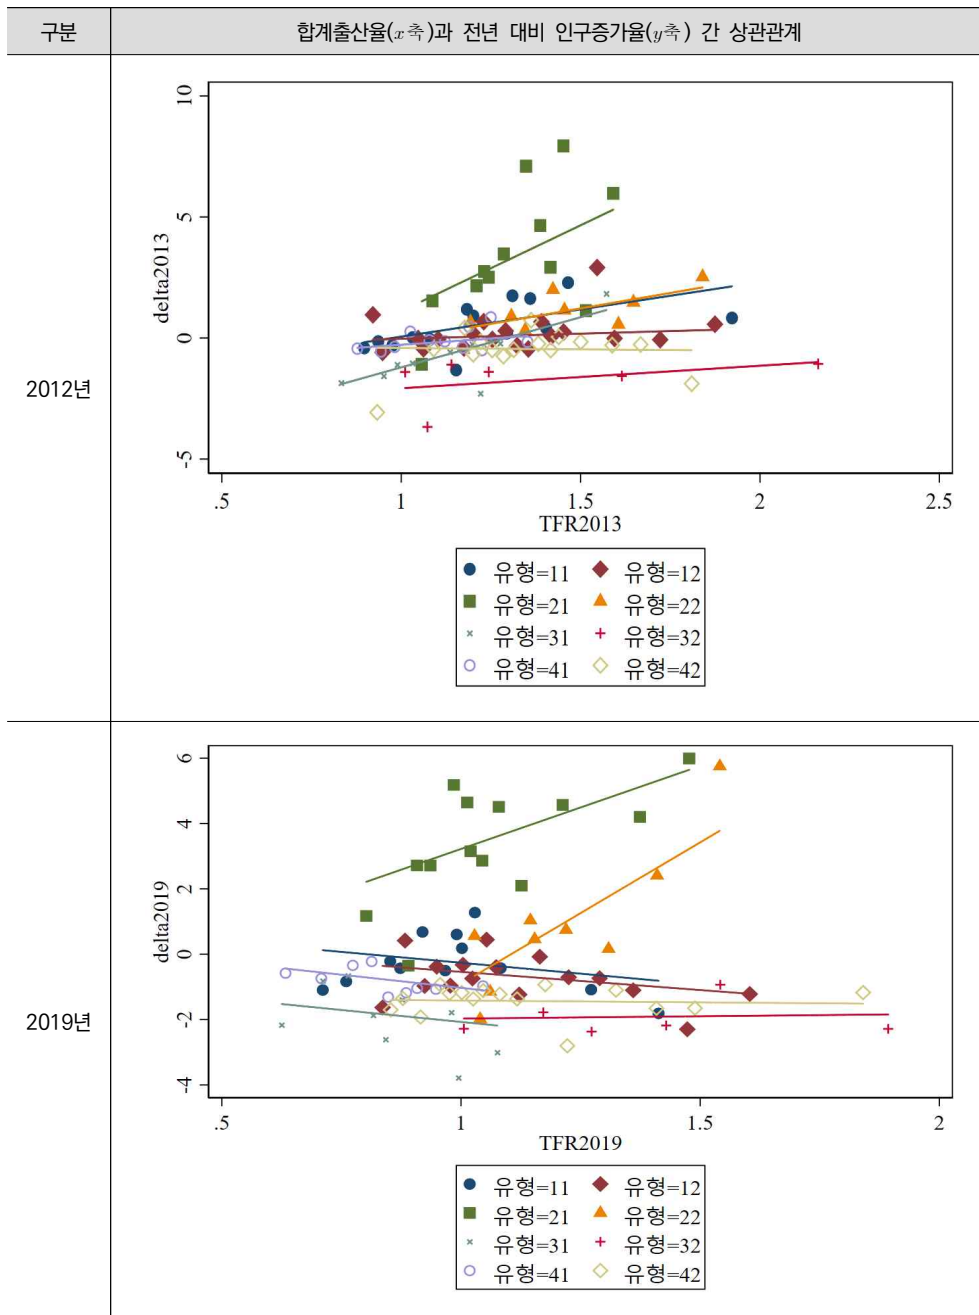 구분 합계출산율(x축)과 전년 대비 인구증가율(y축) 간 상관관계
2012년
10
5
0
-5
delta2013
.5 1 1.5 2 2.5
TFR2013
유형=11 유형=12
유형=21 유형=22
유형=31 유형=32
유형=41 유형=42
2019년
6
4
2
0
-2
-4
delta2019
.5 1 1.5 2
TFR2019
유형=11 유형=12
유형=21 유형=22
유형=31 유형=32
유형=41 유형=42